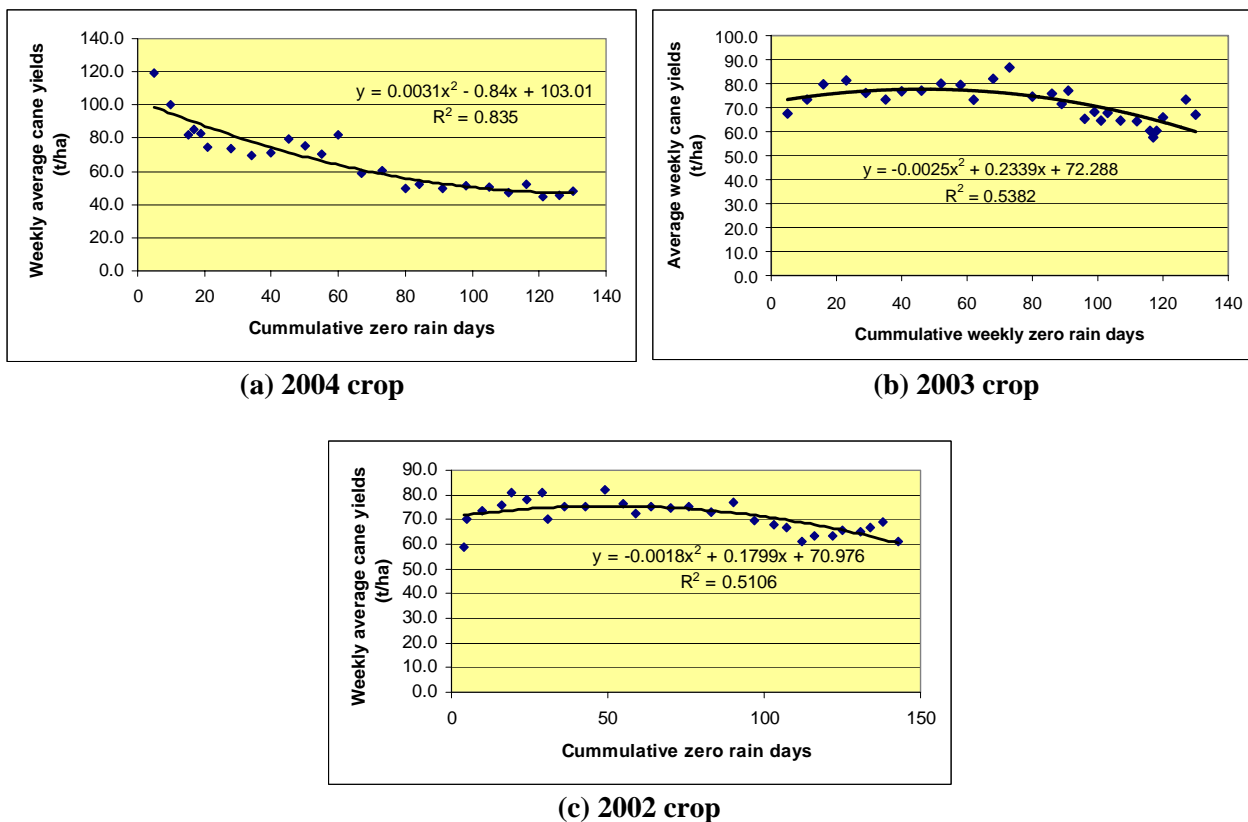 Weekly average cane yields
(t/ha)
140.0
120.0
100.0
80.0
60.0
40.0
20.0
0.0
y = 0.0031x² - 0.84x + 103.01
R² = 0.835
0 20 40 60 80 100 120 140
Cummulative zero rain days
(a) 2004 crop
Average weekly cane yields
(t/ha)
100.0
90.0
80.0
70.0
60.0
50.0
40.0
30.0
20.0
10.0
0.0
y = -0.0025x² + 0.2339x + 72.288
R² = 0.5382
0 20 40 60 80 100 120 140
Cummulative weekly zero rain days
(b) 2003 crop
Weekly average cane yields
(t/ha)
90.0
80.0
70.0
60.0
50.0
40.0
30.0
20.0
10.0
0.0
y = -0.0018x² + 0.1799x + 70.976
R² = 0.5106
0 50 100 150
Cummulative zero rain days
(c) 2002 crop